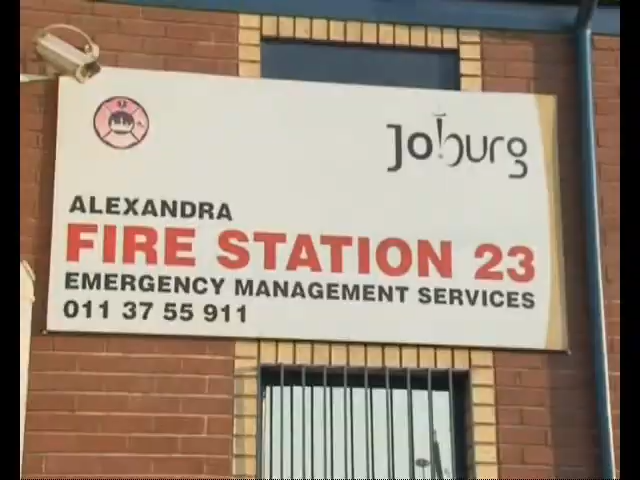 Joburg
ALEXANDRA
FIRE STATION 23
EMERGENCY MANAGEMENT SERVICES
011 37 55 911